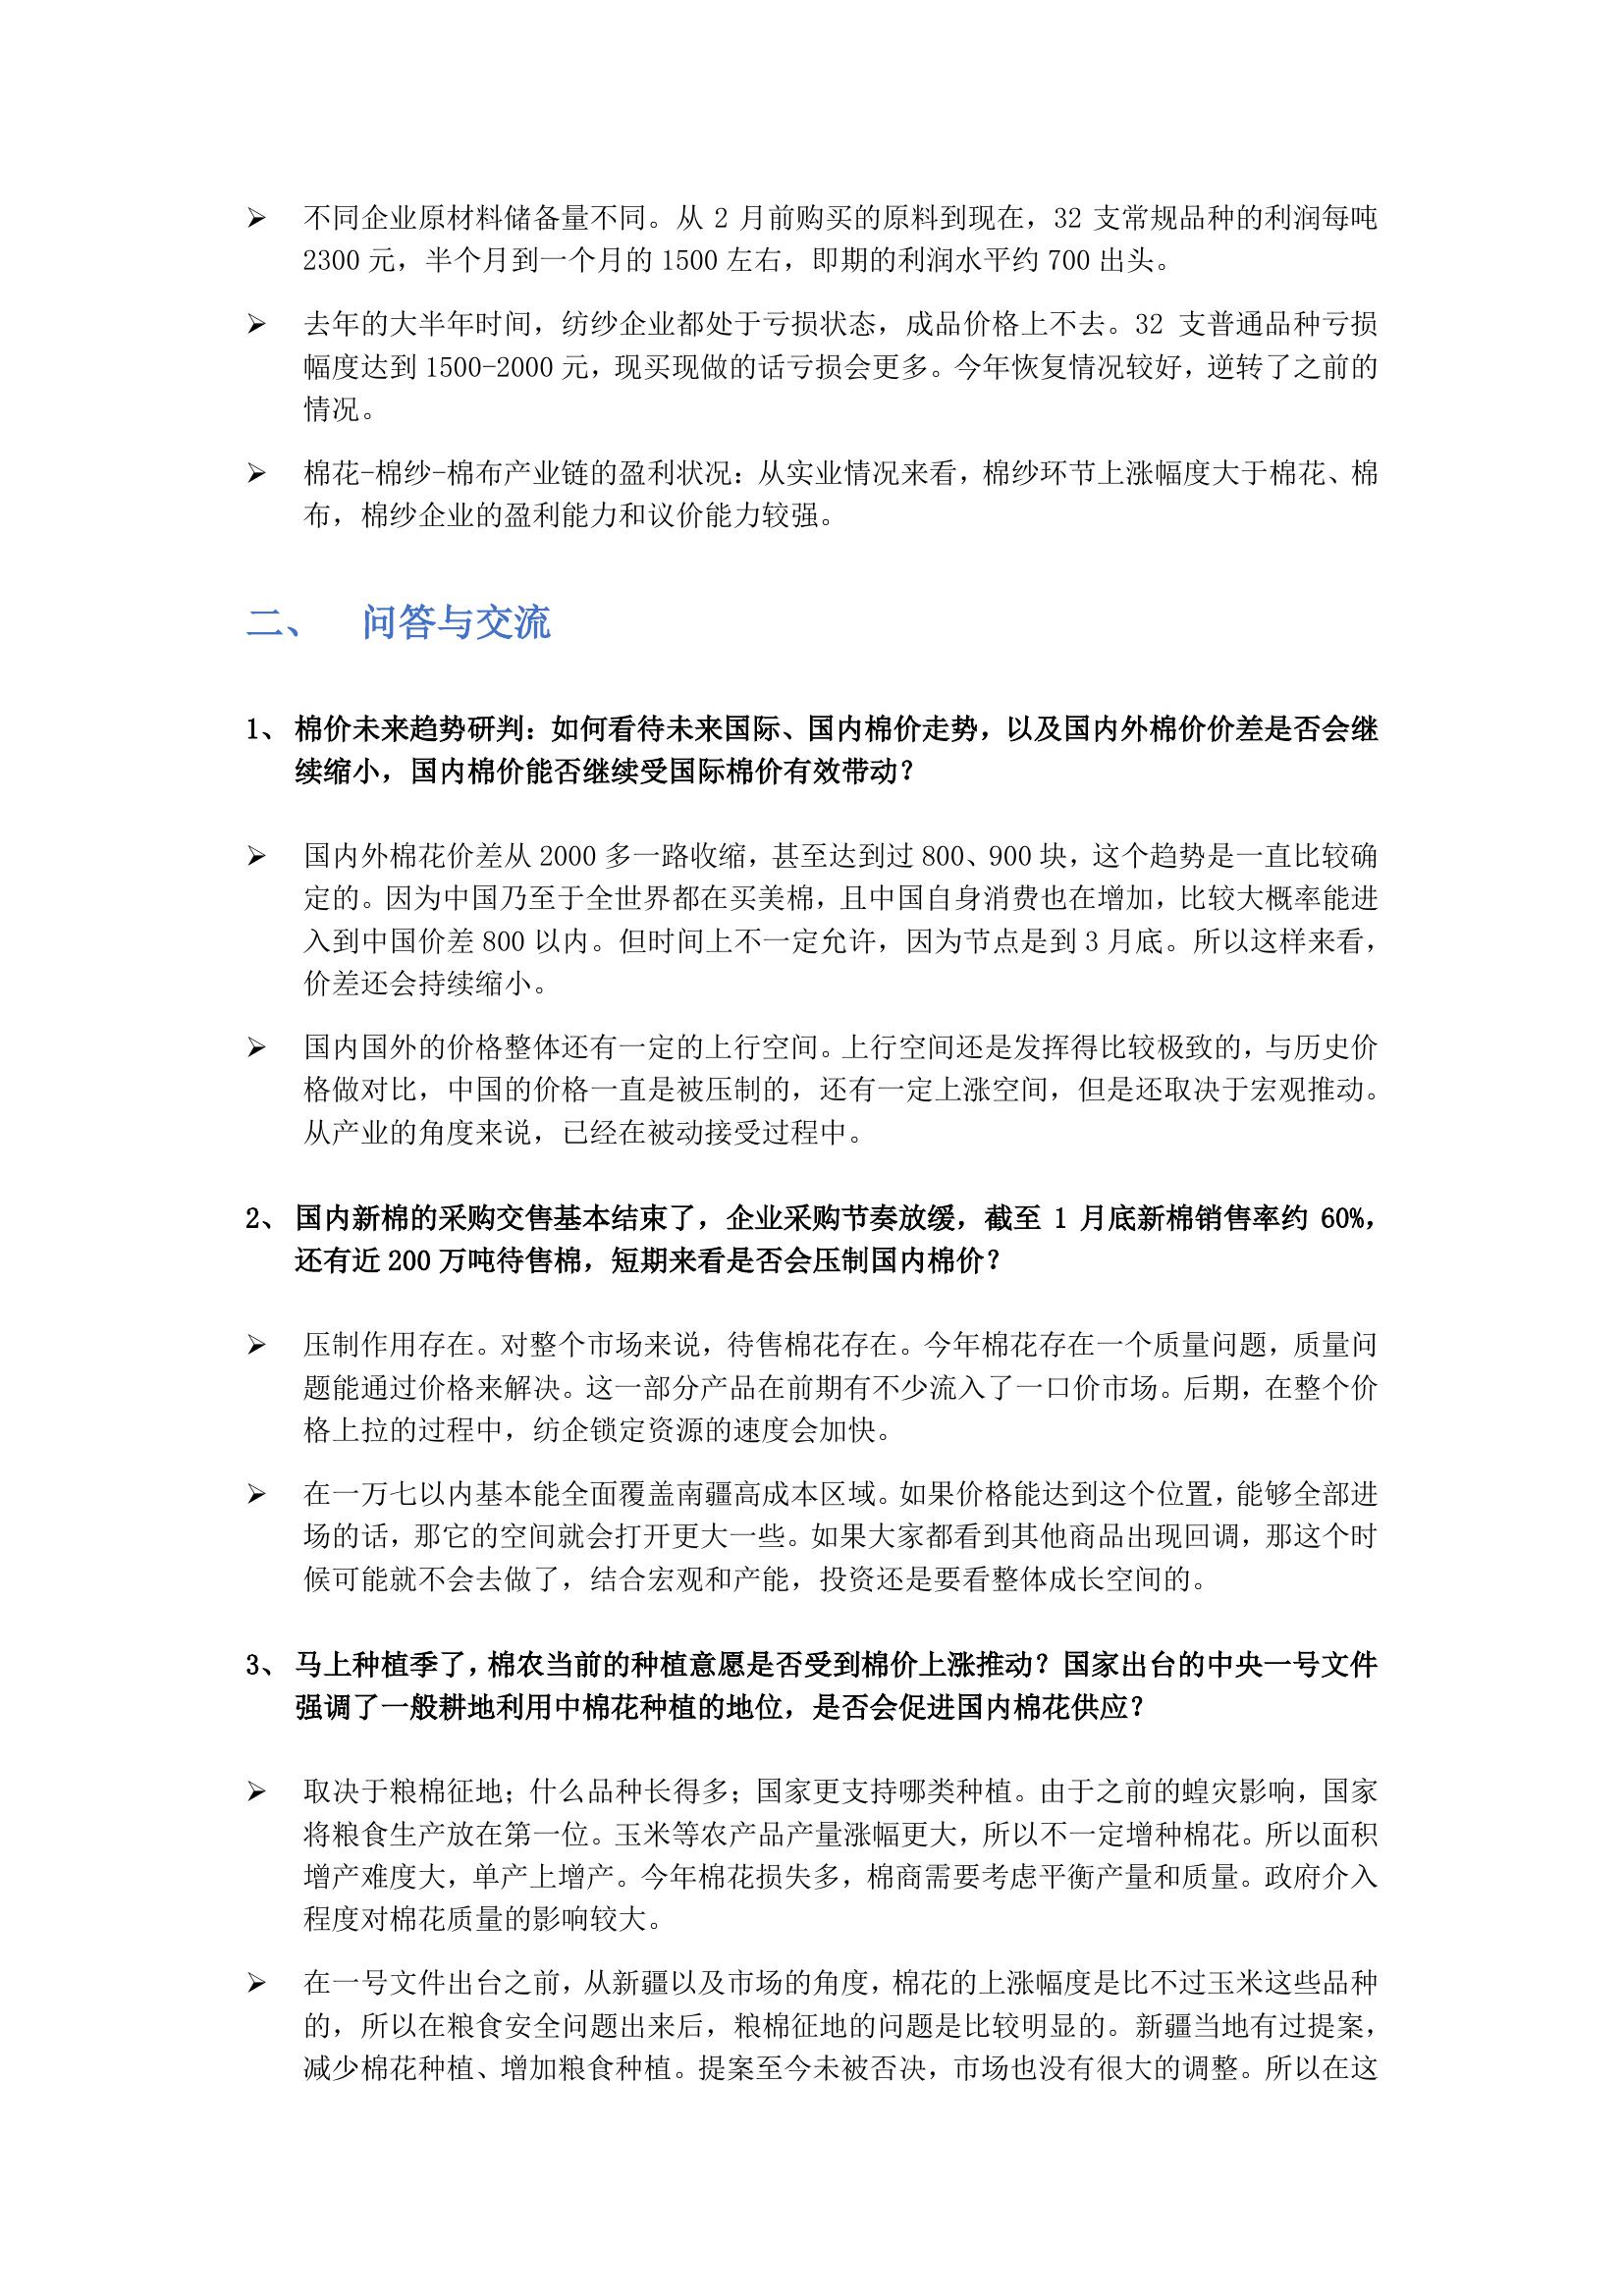 ➢ 不同企业原材料储备量不同。从 2 月前购买的原料到现在，32 支常规品种的利润每吨
2300 元，半个月到一个月的 1500 左右，即期的利润水平约 700 出头。
➢ 去年的大半年时间，纺纱企业都处于亏损状态，成品价格上不去。32 支普通品种亏损
幅度达到 1500-2000 元，现买现做的话亏损会更多。今年恢复情况较好，逆转了之前的
情况。
➢ 棉花-棉纱-棉布产业链的盈利状况：从实业情况来看，棉纱环节上涨幅度大于棉花、棉
布，棉纱企业的盈利能力和议价能力较强。
二、 问答与交流
1、 棉价未来趋势研判：如何看待未来国际、国内棉价走势，以及国内外棉价价差是否会继
续缩小，国内棉价能否继续受国际棉价有效带动？
➢ 国内外棉花价差从 2000 多一路收缩，甚至达到过 800、900 块，这个趋势是一直比较确
定的。因为中国乃至于全世界都在买美棉，且中国自身消费也在增加，比较大概率能进
入到中国价差 800 以内。但时间上不一定允许，因为节点是到 3 月底。所以这样来看，
价差还会持续缩小。
➢ 国内国外的价格整体还有一定的上行空间。上行空间还是发挥得比较极致的，与历史价
格做对比，中国的价格一直是被压制的，还有一定上涨空间，但是还取决于宏观推动。
从产业的角度来说，已经在被动接受过程中。
2、 国内新棉的采购交售基本结束了，企业采购节奏放缓，截至 1 月底新棉销售率约 60%，
还有近 200 万吨待售棉，短期来看是否会压制国内棉价？
➢ 压制作用存在。对整个市场来说，待售棉花存在。今年棉花存在一个质量问题，质量问
题能通过价格来解决。这一部分产品在前期有不少流入了一口价市场。后期，在整个价
格上拉的过程中，纺企锁定资源的速度会加快。
➢ 在一万七以内基本能全面覆盖南疆高成本区域。如果价格能达到这个位置，能够全部进
场的话，那它的空间就会打开更大一些。如果大家都看到其他商品出现回调，那这个时
候可能就不会去做了，结合宏观和产能，投资还是要看整体成长空间的。
3、 马上种植季了，棉农当前的种植意愿是否受到棉价上涨推动？国家出台的中央一号文件
强调了一般耕地利用中棉花种植的地位，是否会促进国内棉花供应？
➢ 取决于粮棉征地；什么品种长得多；国家更支持哪类种植。由于之前的蝗灾影响，国家
将粮食生产放在第一位。玉米等农产品产量涨幅更大，所以不一定增种棉花。所以面积
增产难度大，单产上增产。今年棉花损失多，棉商需要考虑平衡产量和质量。政府介入
程度对棉花质量的影响较大。
➢ 在一号文件出台之前，从新疆以及市场的角度，棉花的上涨幅度是比不过玉米这些品种
的，所以在粮食安全问题出来后，粮棉征地的问题是比较明显的。新疆当地有过提案，
减少棉花种植、增加粮食种植。提案至今未被否决，市场也没有很大的调整。所以在这